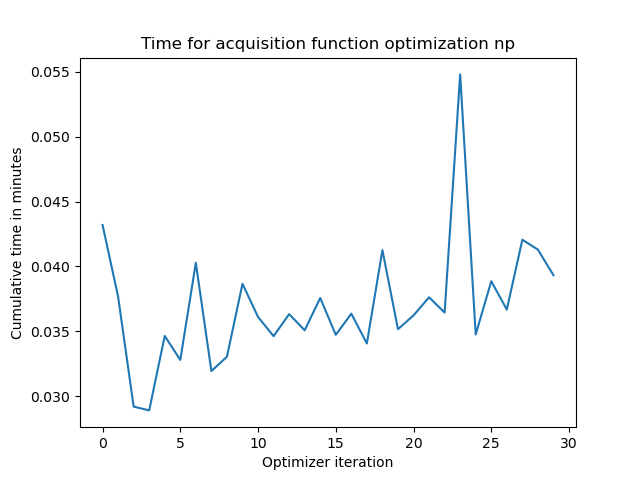 Time for acquisition function optimization np
0.055
0.050
0.045
0.040
0.035
0.030
Cumulative time in minutes
0 5 10 15 20 25 30
Optimizer iteration